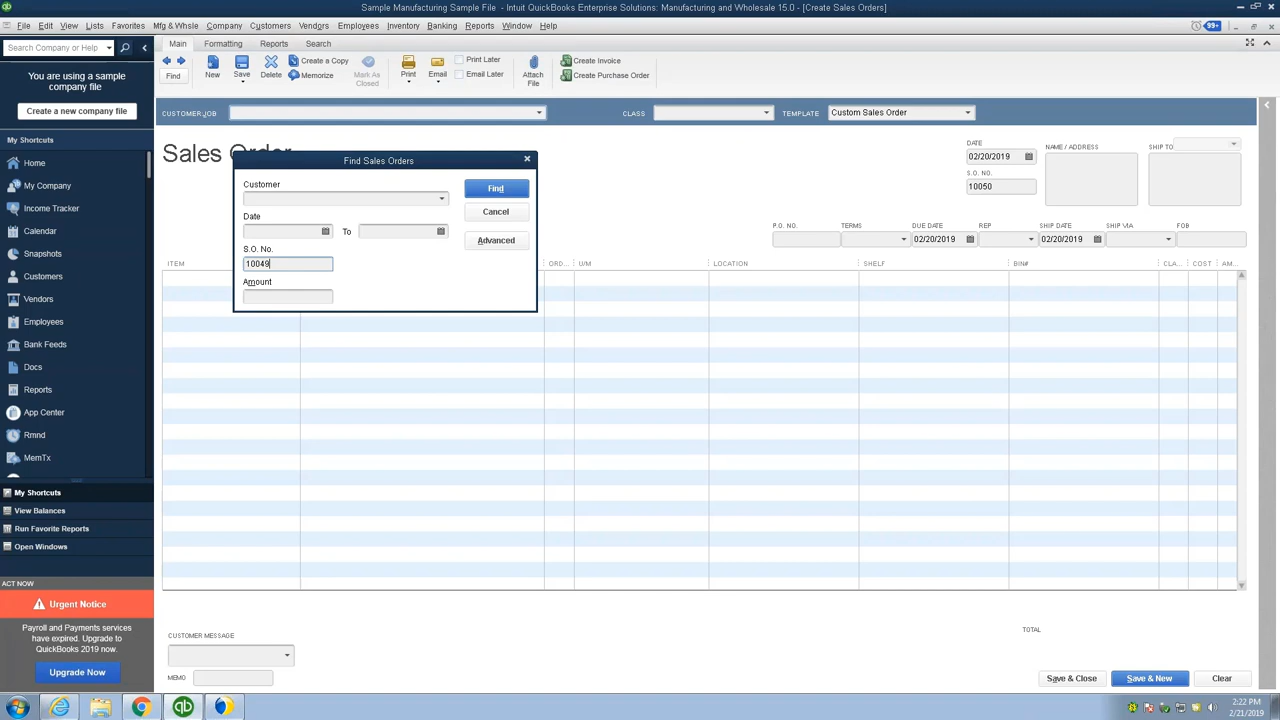 Sample Manufacturing Sample File - Intuit QuickBooks Enterprise Solutions: Manufacturing and Wholesale 15.0 - [Create Sales Orders]
File Edit View Lists Favorites Mfg & Whsle Company Customers Vendors Employees Inventory Banking Reports Window Help
99+
Search Company or Help
Main Formatting Reports Search
You are using a sample
company file
Create a new company file
Find
New
Save
Delete
Create a Copy
Memorize
Mark As
Closed
Print
Email
Print Later
Email Later
Attach
File
Create Invoice
Create Purchase Order
CUSTOMER:JOB
CLASS
TEMPLATE Custom Sales Order
My Shortcuts
Home
My Company
Income Tracker
Calendar
Snapshots
Customers
Vendors
Employees
Bank Feeds
Docs
Reports
App Center
Rmnd
MemTx
My Shortcuts
View Balances
Run Favorite Reports
Open Windows
ACT NOW
Urgent Notice
Payroll and Payments services
have expired. Upgrade to
QuickBooks 2019 now.
Upgrade Now
Sales Order
DATE
02/20/2019
S.O. NO.
10050
NAME / ADDRESS
SHIP TO
P.O. NO. TERMS DUE DATE REP SHIP DATE SHIP VIA FOB
02/20/2019 02/20/2019
ITEM ORD... U/M LOCATION SHELF BIN# CLA... COST AM...
Find Sales Orders
Customer
Find
Date
Cancel
To
Advanced
S.O. No.
10049
Amount
TOTAL
CUSTOMER MESSAGE
MEMO
Save & Close Save & New Clear
2:22 PM
2/21/2019